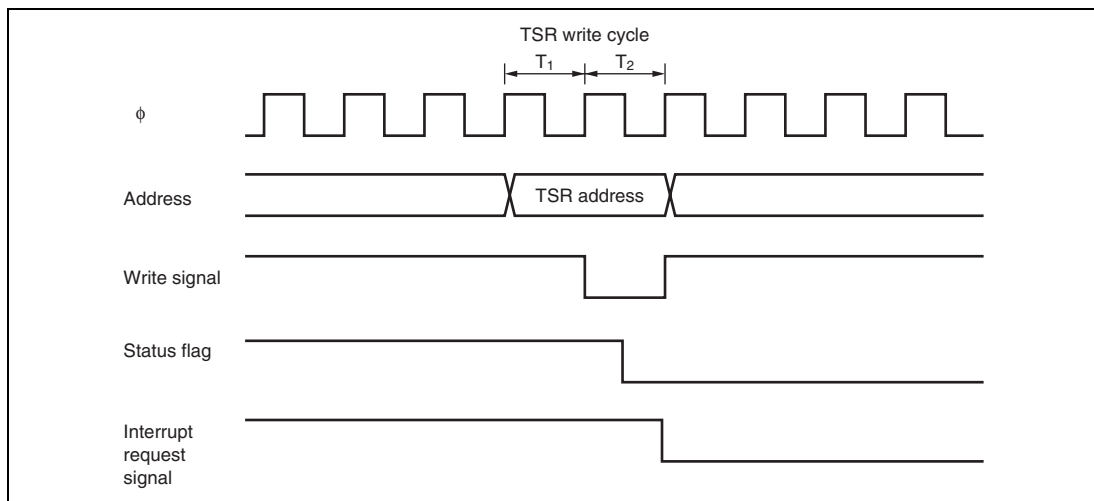 TSR write cycle
T1 T2
ϕ
Address
TSR address
Write signal
Status flag
Interrupt
request
signal